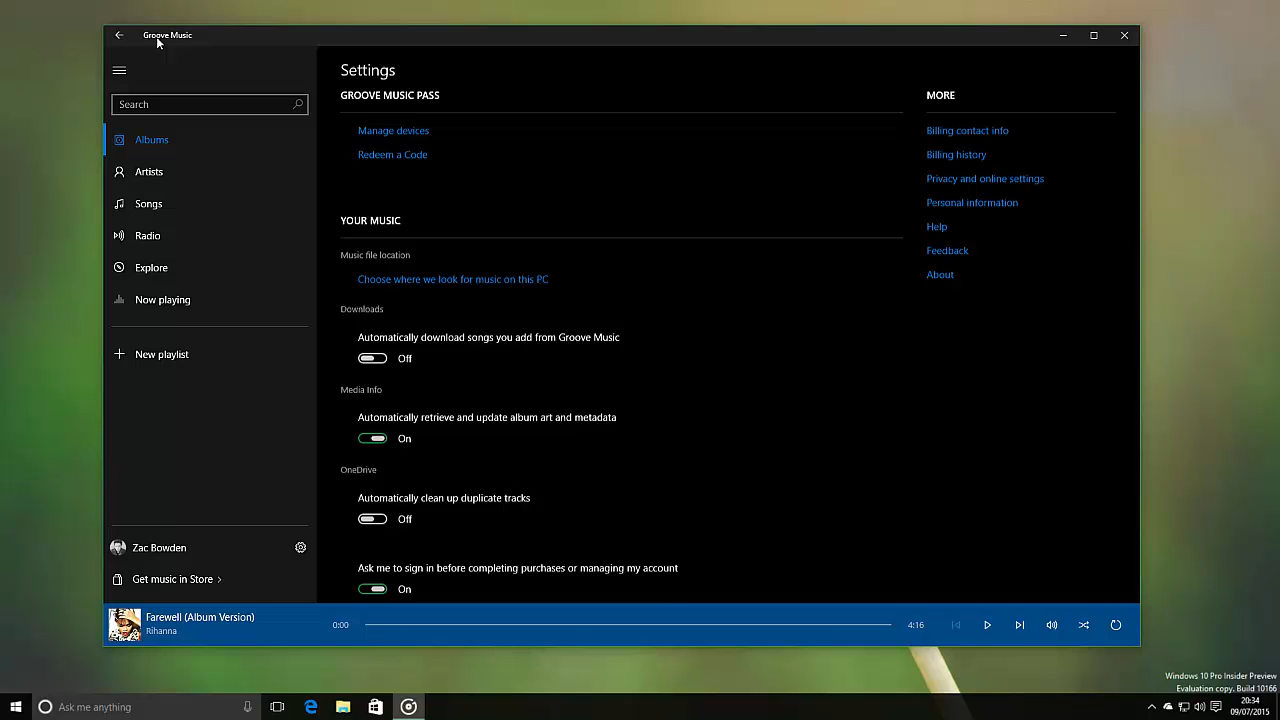 Groove Music
Search
Albums
Artists
Songs
Radio
Explore
Now playing
New playlist
Zac Bowden
Get music in Store
Settings
GROOVE MUSIC PASS
Manage devices
Redeem a Code
YOUR MUSIC
Music file location
Choose where we look for music on this PC
Downloads
Automatically download songs you add from Groove Music
Off
Media Info
Automatically retrieve and update album art and metadata
On
OneDrive
Automatically clean up duplicate tracks
Off
Ask me to sign in before completing purchases or managing my account
On
MORE
Billing contact info
Billing history
Privacy and online settings
Personal information
Help
Feedback
About
Farewell (Album Version)
Rihanna
0:00
4:16
Windows 10 Pro Insider Preview
Evaluation copy. Build 10166
Ask me anything
20:34
09/07/2015